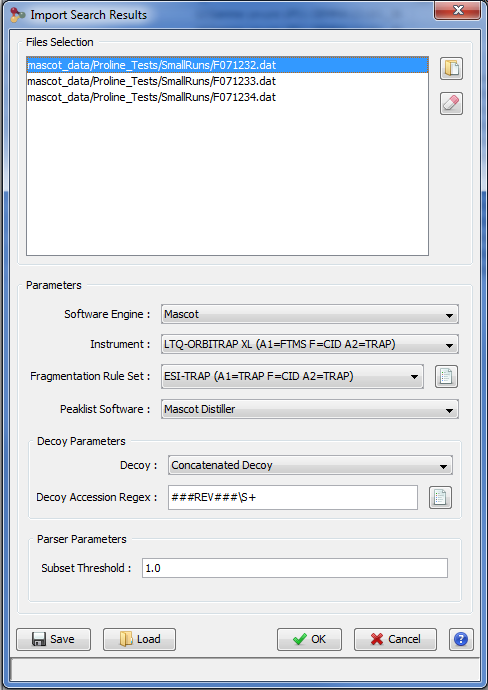 Import Search Results
Files Selection
mascot_data/Proline_Tests/SmallRuns/F071232.dat
mascot_data/Proline_Tests/SmallRuns/F071233.dat
mascot_data/Proline_Tests/SmallRuns/F071234.dat
Parameters
Software Engine : Mascot
Instrument : LTQ-ORBITRAP XL (A1=FTMS F=CID A2=TRAP)
Fragmentation Rule Set : ESI-TRAP (A1=TRAP F=CID A2=TRAP)
Peaklist Software : Mascot Distiller
Decoy Parameters
Decoy : Concatenated Decoy
Decoy Accession Regex : ###REV###\S+
Parser Parameters
Subset Threshold : 1.0
Save Load OK Cancel ?